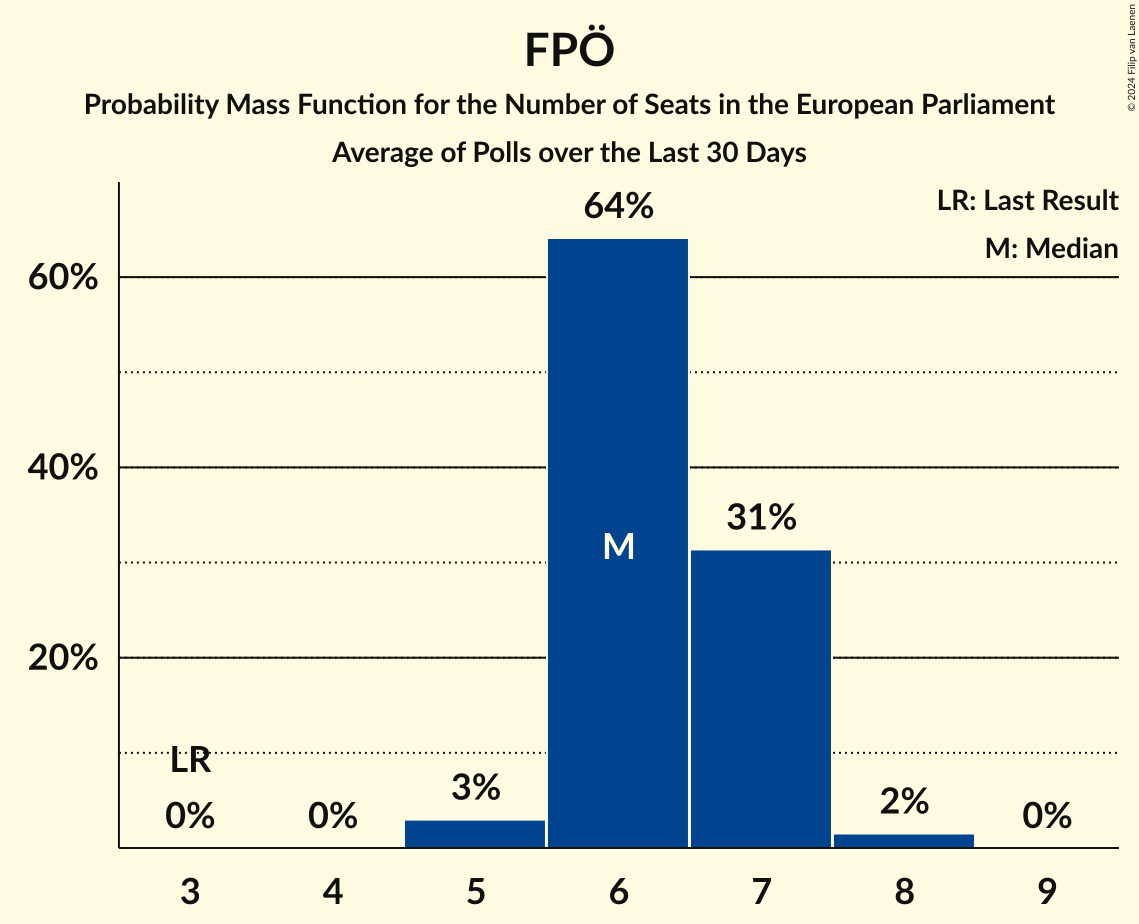 FPÖ
Probability Mass Function for the Number of Seats in the European Parliament
Average of Polls over the Last 30 Days
© 2024 Filip van Laenen
LR: Last Result
M: Median
60%
40%
20%
64%
31%
M
LR
0%
0%
3%
2%
0%
3 4 5 6 7 8 9